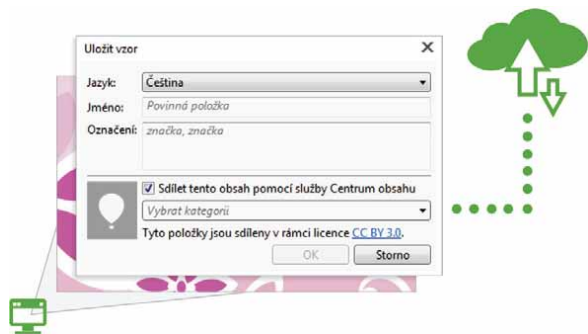 Uložit vzor
Jazyk: Čeština
Jméno: Povinná položka
Označení: značka, značka
Sdílet tento obsah pomocí služby Centrum obsahu
Vybrat kategorii
Tyto položky jsou sdíleny v rámci licence CC BY 3.0.
OK Storno